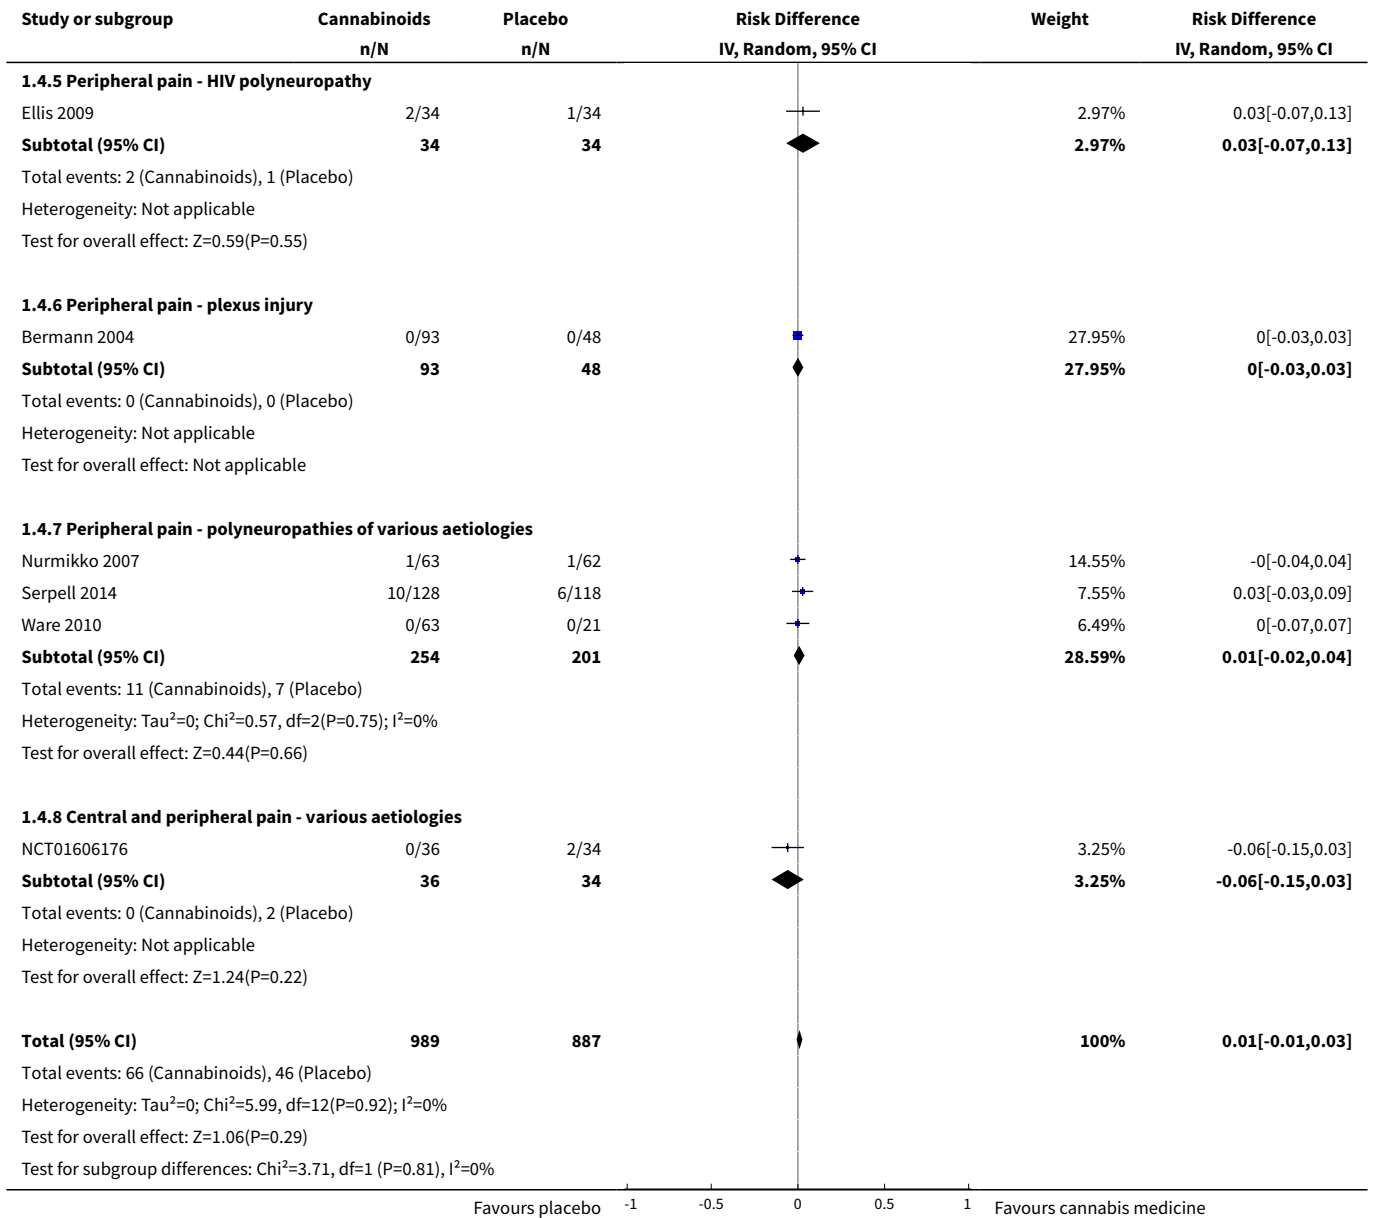 Study or subgroup Cannabinoids Placebo Risk Difference Weight Risk Difference
n/N n/N IV, Random, 95% CI IV, Random, 95% CI
1.4.5 Peripheral pain - HIV polyneuropathy
Ellis 2009 2/34 1/34 2.97% 0.03[-0.07,0.13]
Subtotal (95% CI) 34 34 2.97% 0.03[-0.07,0.13]
Total events: 2 (Cannabinoids), 1 (Placebo)
Heterogeneity: Not applicable
Test for overall effect: Z=0.59(P=0.55)
1.4.6 Peripheral pain - plexus injury
Bermann 2004 0/93 0/48 27.95% 0[-0.03,0.03]
Subtotal (95% CI) 93 48 27.95% 0[-0.03,0.03]
Total events: 0 (Cannabinoids), 0 (Placebo)
Heterogeneity: Not applicable
Test for overall effect: Not applicable
1.4.7 Peripheral pain - polyneuropathies of various aetiologies
Nurmikko 2007 1/63 1/62 14.55% -0[-0.04,0.04]
Serpell 2014 10/128 6/118 7.55% 0.03[-0.03,0.09]
Ware 2010 0/63 0/21 6.49% 0[-0.07,0.07]
Subtotal (95% CI) 254 201 28.59% 0.01[-0.02,0.04]
Total events: 11 (Cannabinoids), 7 (Placebo)
Heterogeneity: Tau²=0; Chi²=0.57, df=2(P=0.75); I²=0%
Test for overall effect: Z=0.44(P=0.66)
1.4.8 Central and peripheral pain - various aetiologies
NCT01606176 0/36 2/34 3.25% -0.06[-0.15,0.03]
Subtotal (95% CI) 36 34 3.25% -0.06[-0.15,0.03]
Total events: 0 (Cannabinoids), 2 (Placebo)
Heterogeneity: Not applicable
Test for overall effect: Z=1.24(P=0.22)
Total (95% CI) 989 887 100% 0.01[-0.01,0.03]
Total events: 66 (Cannabinoids), 46 (Placebo)
Heterogeneity: Tau²=0; Chi²=5.99, df=12(P=0.92); I²=0%
Test for overall effect: Z=1.06(P=0.29)
Test for subgroup differences: Chi²=3.71, df=1 (P=0.81), I²=0%
Favours placebo -1 -0.5 0 0.5 1 Favours cannabis medicine